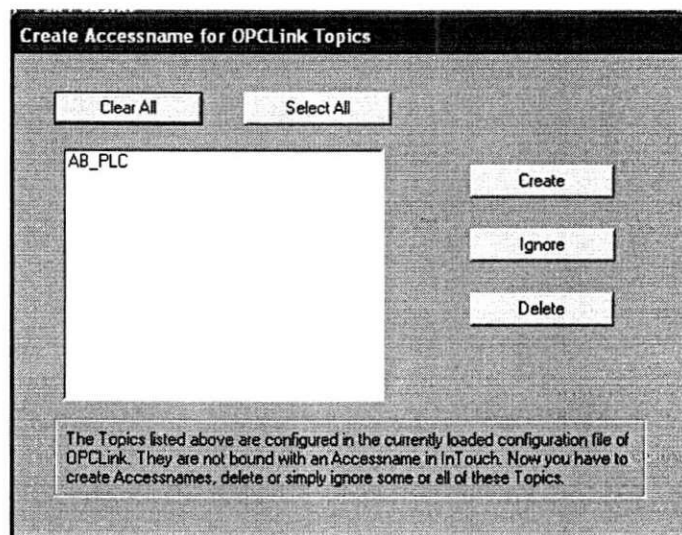 Create Accessname for OPCLink Topics
Clear All
Select All
AB_PLC
Create
Ignore
Delete
The Topics listed above are configured in the currently loaded configuration file of
OPCLink. They are not bound with an Accessname in InTouch. Now you have to
create Accessnames, delete or simply ignore some or all of these Topics.